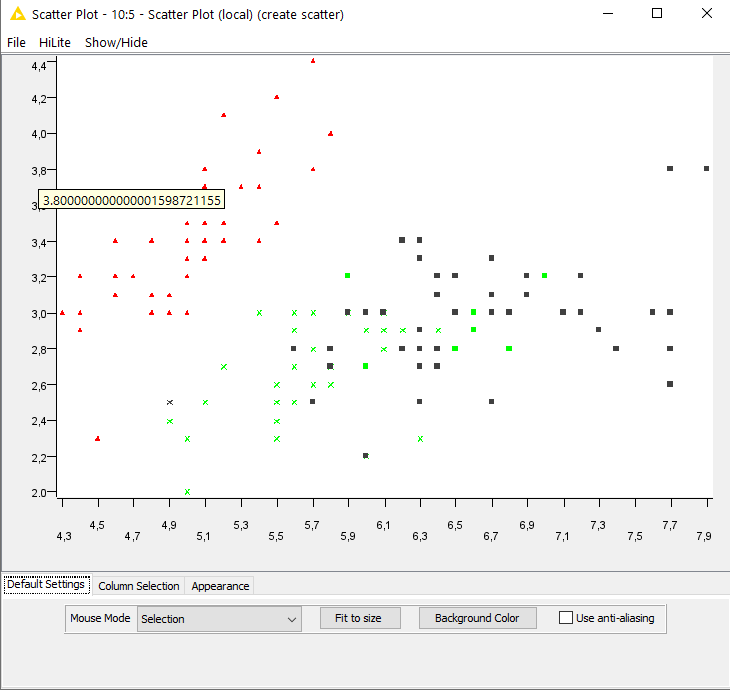 Scatter Plot - 10:5 - Scatter Plot (local) (create scatter)
File HiLite Show/Hide
4,4
4,2
4,0
3,8
3.800000000000001598721155
3,4
3,2
3,0
2,8
2,6
2,4
2,2
2,0
4,5 4,9 5,3 5,7 6,1 6,5 6,9 7,3 7,7
4,3 4,7 5,1 5,5 5,9 6,3 6,7 7,1 7,5 7,9
Default Settings Column Selection Appearance
Mouse Mode Selection Fit to size Background Color Use anti-aliasing